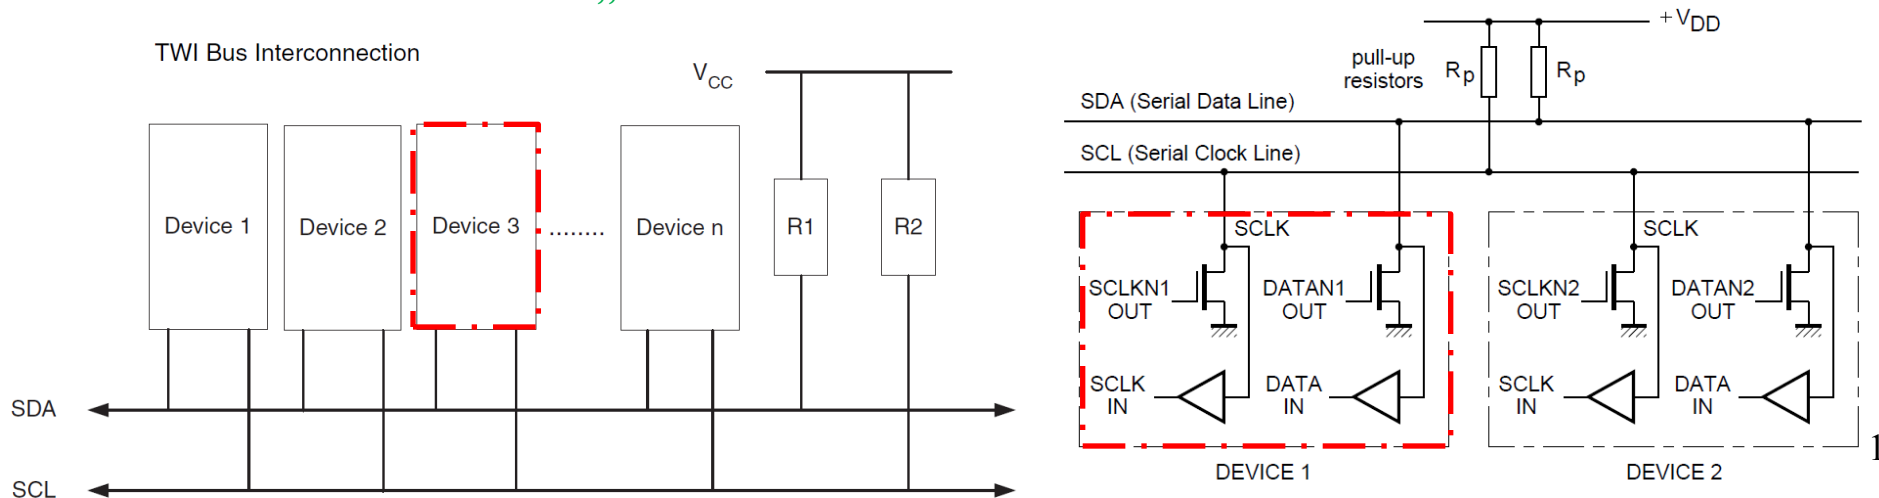 ,,
TWI Bus Interconnection
VCC
Device 1
Device 2
Device 3
........
Device n
R1
R2
SDA
SCL
+VDD
pull-up
resistors
Rp
Rp
SDA (Serial Data Line)
SCL (Serial Clock Line)
SCLK
SCLKN1
OUT
DATAN1
OUT
SCLK
IN
DATA
IN
DEVICE 1
SCLK
SCLKN2
OUT
DATAN2
OUT
SCLK
IN
DATA
IN
DEVICE 2
1